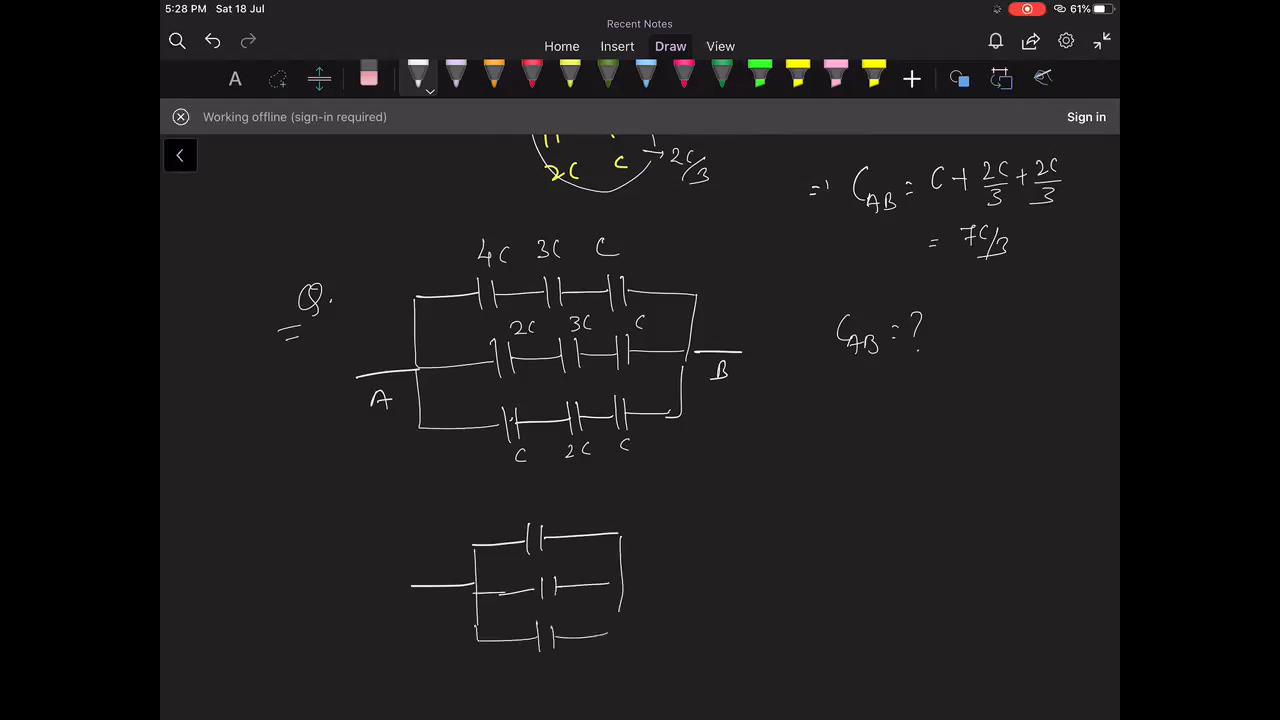 5:28 PM Sat 18 Jul
61%
Recent Notes
Home Insert Draw View
A
Working offline (sign-in required)
Sign in
2C C → 2C/3
⇒ C_AB = C + 2C/3 + 2C/3
= 7C/3
Q.
4C 3C C
2C 3C C
A
B
C 2C C
C_AB = ?